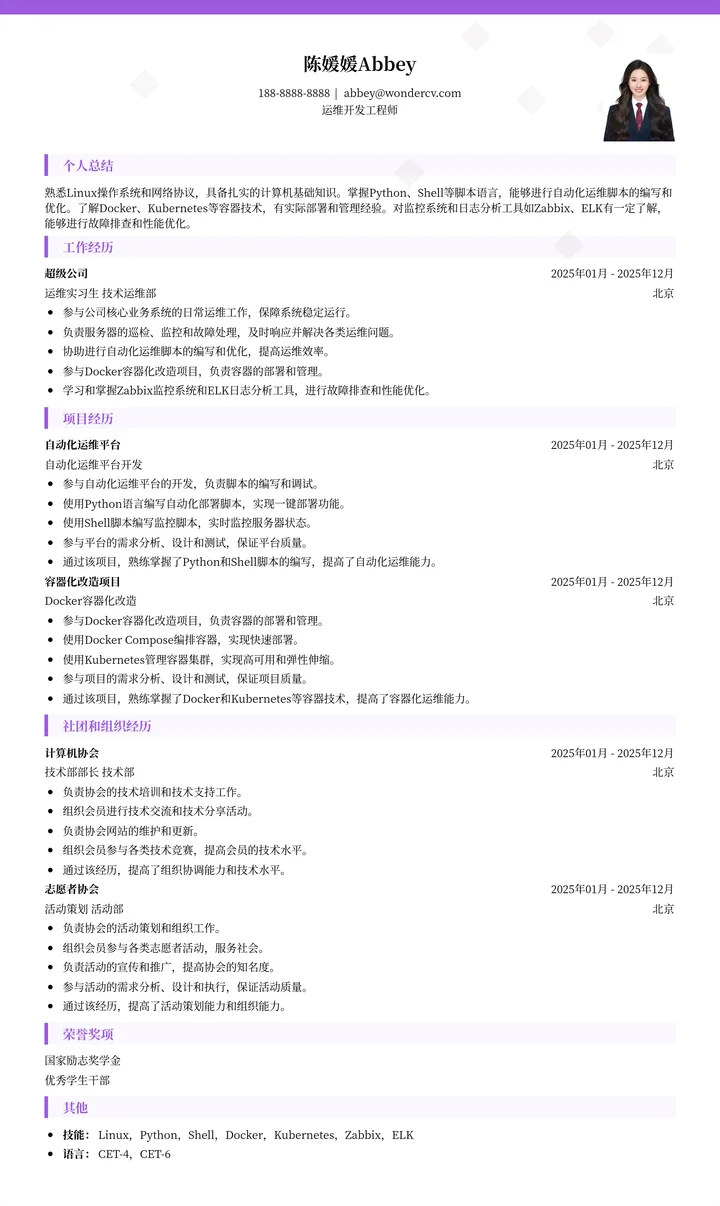 陈媛媛Abbey
188-8888-8888 | abbey@wondercv.com
运维开发工程师
个人总结
熟悉Linux操作系统和网络协议，具备扎实的计算机基础知识。掌握Python、Shell等脚本语言，能够进行自动化运维脚本的编写和
优化。了解Docker、Kubernetes等容器技术，有实际部署和管理经验。对监控系统和日志分析工具如Zabbix、ELK有一定了解，
能够进行故障排查和性能优化。
工作经历
超级公司 2025年01月 - 2025年12月
运维实习生 技术运维部 北京
• 参与公司核心业务系统的日常运维工作，保障系统稳定运行。
• 负责服务器的巡检、监控和故障处理，及时响应并解决各类运维问题。
• 协助进行自动化运维脚本的编写和优化，提高运维效率。
• 参与Docker容器化改造项目，负责容器的部署和管理。
• 学习和掌握Zabbix监控系统和ELK日志分析工具，进行故障排查和性能优化。
项目经历
自动化运维平台 2025年01月 - 2025年12月
自动化运维平台开发 北京
• 参与自动化运维平台的开发，负责脚本的编写和调试。
• 使用Python语言编写自动化部署脚本，实现一键部署功能。
• 使用Shell脚本编写监控脚本，实时监控服务器状态。
• 参与平台的需求分析、设计和测试，保证平台质量。
• 通过该项目，熟练掌握了Python和Shell脚本的编写，提高了自动化运维能力。
容器化改造项目 2025年01月 - 2025年12月
Docker容器化改造 北京
• 参与Docker容器化改造项目，负责容器的部署和管理。
• 使用Docker Compose编排容器，实现快速部署。
• 使用Kubernetes管理容器集群，实现高可用和弹性伸缩。
• 参与项目的需求分析、设计和测试，保证项目质量。
• 通过该项目，熟练掌握了Docker和Kubernetes等容器技术，提高了容器化运维能力。
社团和组织经历
计算机协会 2025年01月 - 2025年12月
技术部部长 技术部 北京
• 负责协会的技术培训和技术支持工作。
• 组织会员进行技术交流和技术分享活动。
• 负责协会网站的维护和更新。
• 组织会员参与各类技术竞赛，提高会员的技术水平。
• 通过该经历，提高了组织协调能力和技术水平。
志愿者协会 2025年01月 - 2025年12月
活动策划 活动部 北京
• 负责协会的活动策划和组织工作。
• 组织会员参与各类志愿者活动，服务社会。
• 负责活动的宣传和推广，提高协会的知名度。
• 参与活动的需求分析、设计和执行，保证活动质量。
• 通过该经历，提高了活动策划能力和组织能力。
荣誉奖项
国家励志奖学金
优秀学生干部
其他
• 技能： Linux，Python，Shell，Docker，Kubernetes，Zabbix，ELK
• 语言： CET-4，CET-6